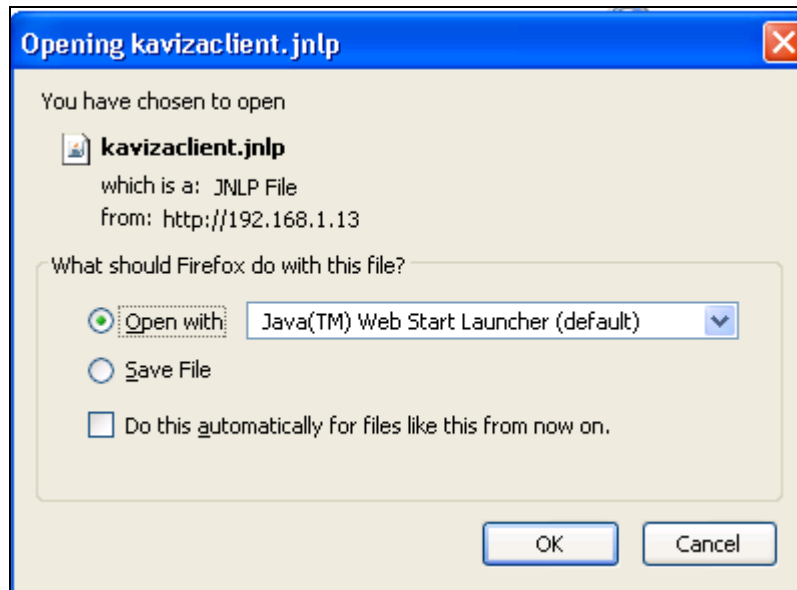 Opening kavizaclient.jnlp
You have chosen to open
kavizaclient.jnlp
which is a: JNLP File
from: http://192.168.1.13
What should Firefox do with this file?
Open with Java(TM) Web Start Launcher (default)
Save File
Do this automatically for files like this from now on.
OK Cancel